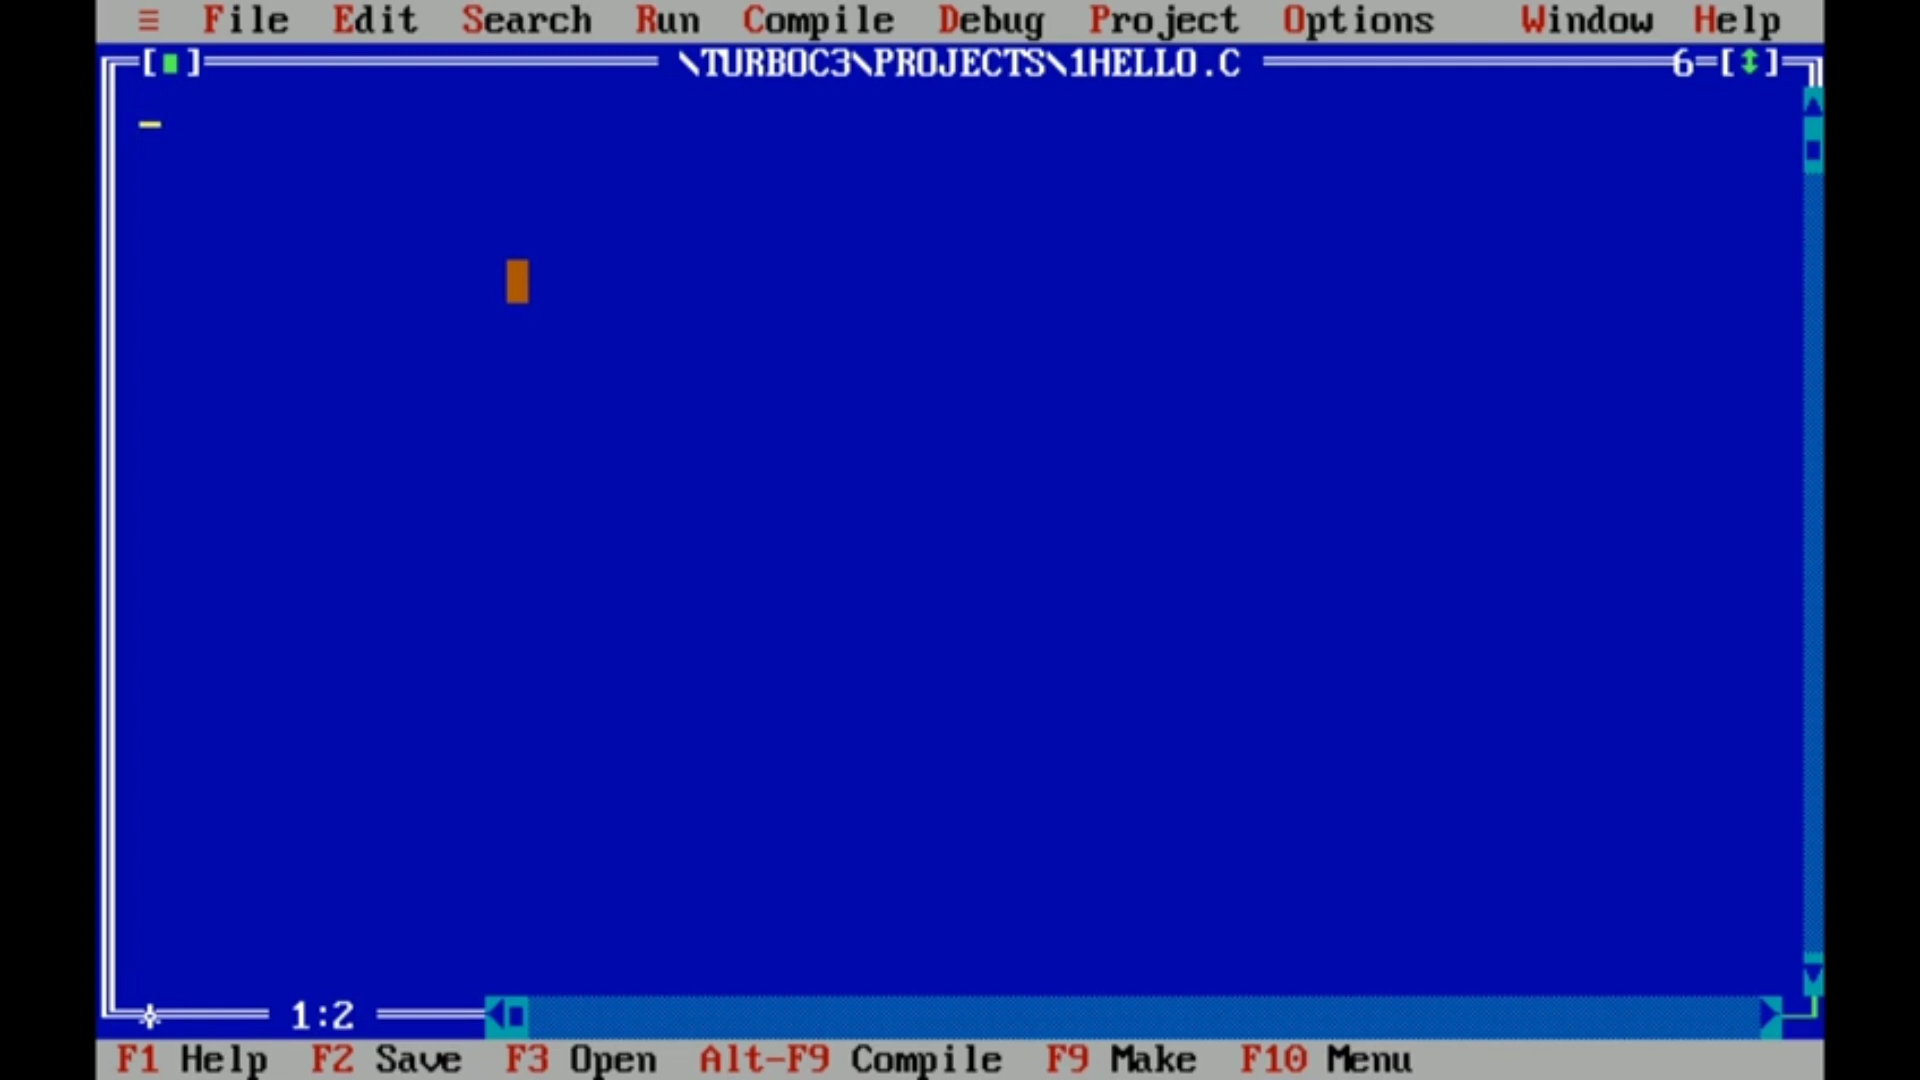 ≡ File Edit Search Run Compile Debug Project Options Window Help
[■] \TURBOC3\PROJECTS\1HELLO.C 6=[↕]
1:2
F1 Help F2 Save F3 Open Alt-F9 Compile F9 Make F10 Menu